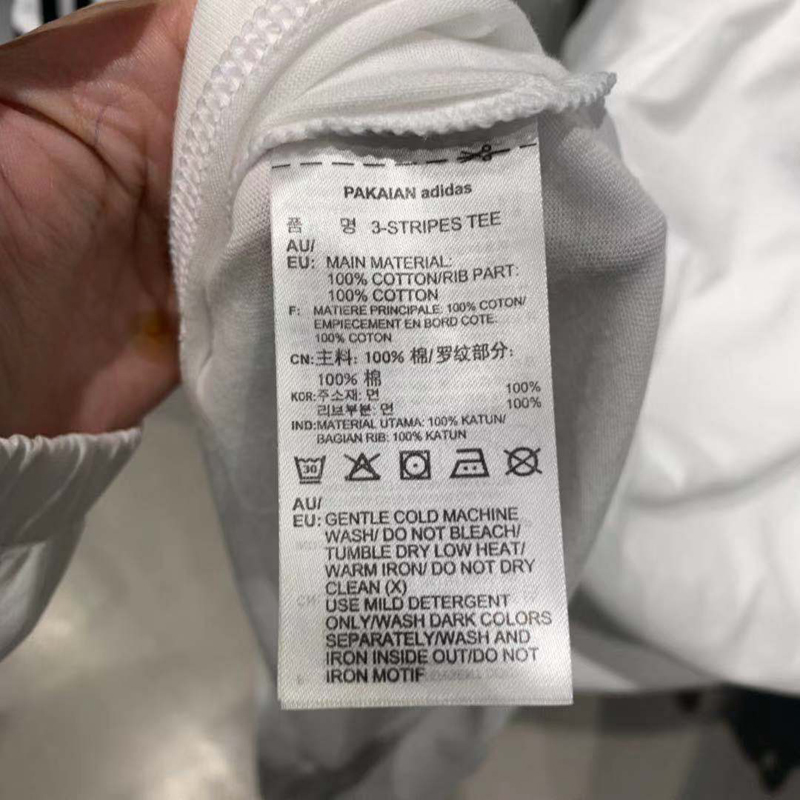 PAKAIAN adidas
품 명 3-STRIPES TEE
AU/
EU: MAIN MATERIAL:
100% COTTON/RIB PART:
100% COTTON
F: MATIERE PRINCIPALE: 100% COTON/
EMPIECEMENT EN BORD COTE:
100% COTON
CN: 主料: 100% 棉/罗纹部分:
100% 棉
KOR: 주소재: 면 100%
리브부분: 면 100%
IND: MATERIAL UTAMA: 100% KATUN/
BAGIAN RIB: 100% KATUN
30
AU/
EU: GENTLE COLD MACHINE
WASH/ DO NOT BLEACH/
TUMBLE DRY LOW HEAT/
WARM IRON/ DO NOT DRY
CLEAN (X)
USE MILD DETERGENT
ONLY/WASH DARK COLORS
SEPARATELY/WASH AND
IRON INSIDE OUT/DO NOT
IRON MOTIF